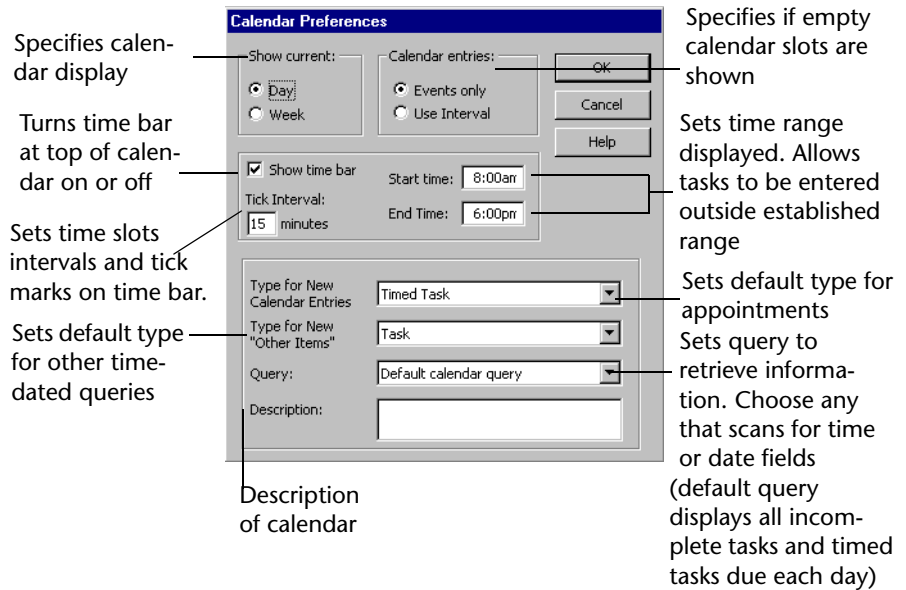 Calendar Preferences
Specifies calen-
dar display
Show current:
Day
Week
Calendar entries:
Events only
Use Interval
OK
Cancel
Help
Specifies if empty
calendar slots are
shown
Turns time bar
at top of calen-
dar on or off
Show time bar
Tick Interval:
15 minutes
Start time: 8:00am
End Time: 6:00pm
Sets time range
displayed. Allows
tasks to be entered
outside established
range
Sets time slots
intervals and tick
marks on time bar.
Type for New
Calendar Entries
Timed Task
Sets default type for
appointments
Sets default type
for other time-
dated queries
Type for New
"Other Items"
Task
Query:
Default calendar query
Sets query to
retrieve informa-
tion. Choose any
that scans for time
or date fields
(default query
displays all incom-
plete tasks and timed
tasks due each day)
Description:
Description
of calendar